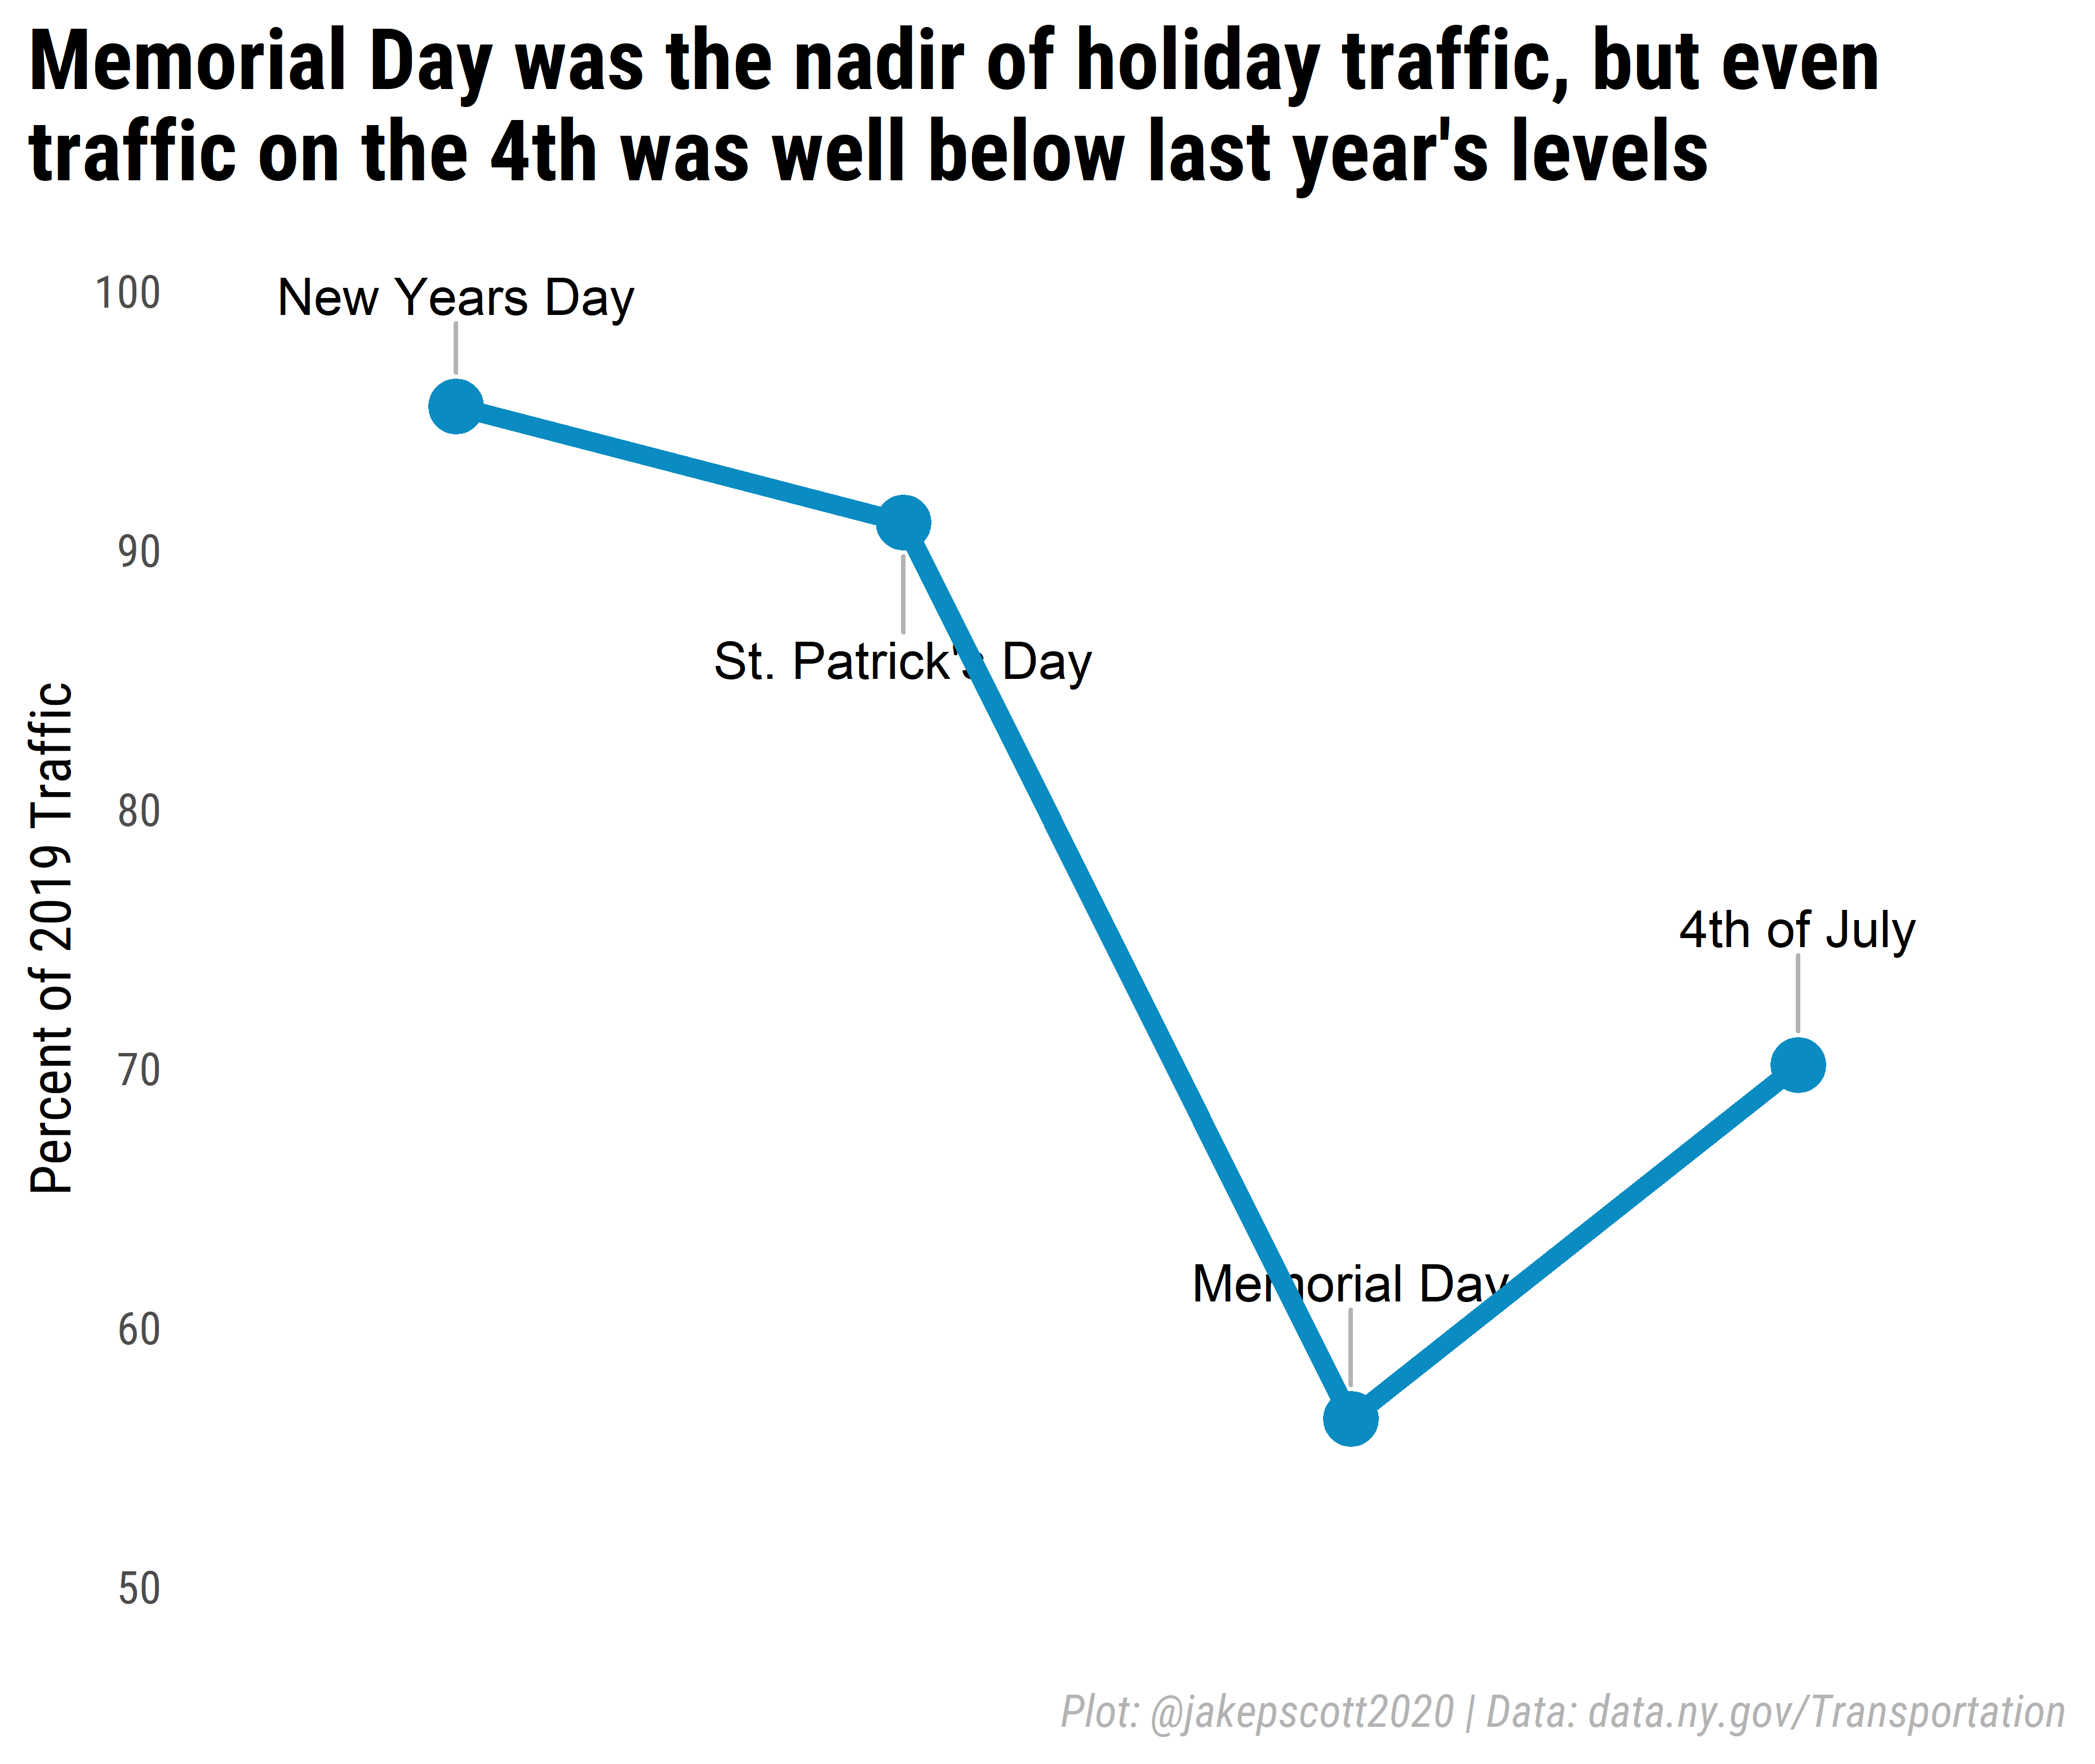 Memorial Day was the nadir of holiday traffic, but even
traffic on the 4th was well below last year's levels
Percent of 2019 Traffic
100
90
80
70
60
50
New Years Day
St. Patrick's Day
Memorial Day
4th of July
Plot: @jakepscott2020 | Data: data.ny.gov/Transportation